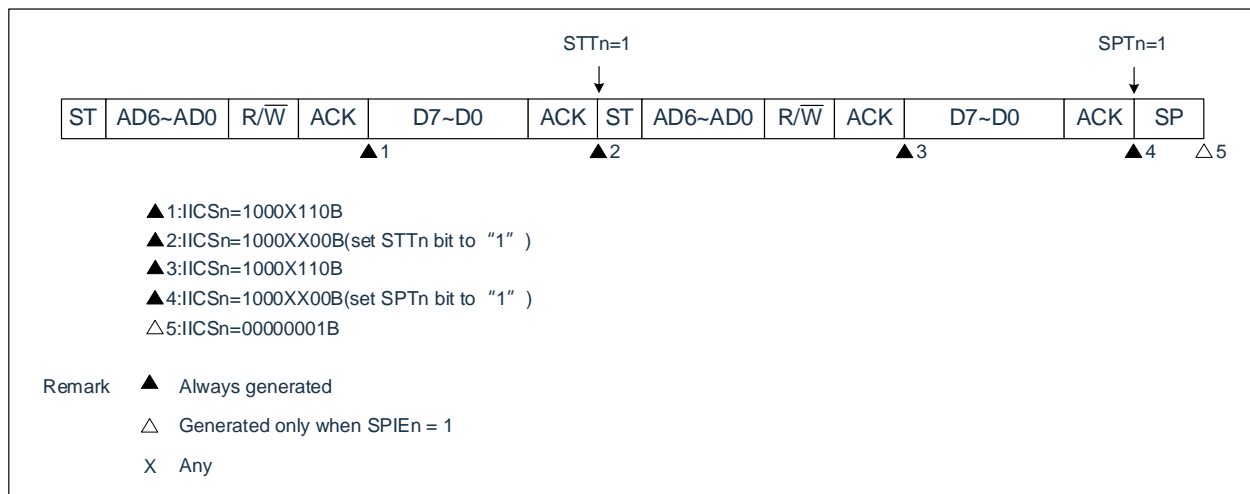 STTn=1 SPTn=1
ST AD6~AD0 R/W̅ ACK D7~D0 ACK ST AD6~AD0 R/W̅ ACK D7~D0 ACK SP
▲1 ▲2 ▲3 ▲4 △5
▲1:IICSn=1000X110B
▲2:IICSn=1000XX00B(set STTn bit to “1” )
▲3:IICSn=1000X110B
▲4:IICSn=1000XX00B(set SPTn bit to “1” )
△5:IICSn=00000001B
Remark ▲ Always generated
△ Generated only when SPIEn = 1
X Any